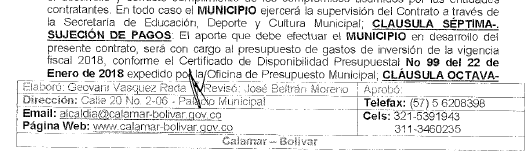 contratantes. En todo caso el MUNICIPIO ejercerá la supervisión del Contrato a través de
la Secretaria de Educación, Deporte y Cultura Municipal; CLAUSULA SÉPTIMA-.
SUJECIÓN DE PAGOS: El aporte que debe efectuar el MUNICIPIO en desarrollo del
presente contrato, será con cargo al presupuesto de gastos de inversión de la vigencia
fiscal 2018, conforme el Certificado de Disponibilidad Presupuestal No 99 del 22 de
Enero de 2018 expedido por la Oficina de Presupuesto Municipal; CLÁUSULA OCTAVA-
Elaboró: Geovani Vasquez Rada Revisó: José Beltrán Moreno Aprobó:
Dirección: Calle 20 No. 2-06 - Palacio Municipal Telefax: (57) 5 6208398
Email: alcaldia@calamar-bolivar.gov.co Cels: 321-5391943
Página Web: www.calamar-bolivar.gov.co 311-3460235
Calamar – Bolívar